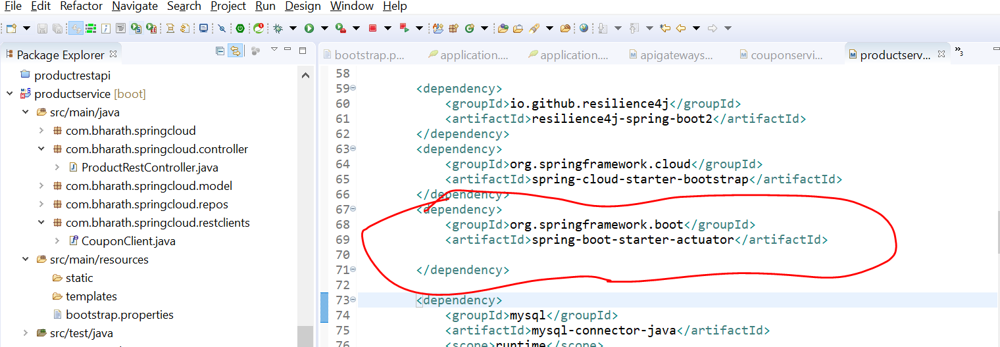 File Edit Refactor Navigate Search Project Run Design Window Help
Package Explorer
bootstrap.p... application.... application.... apigateways... couponservi... productserv... »3
productrestapi
productservice [boot]
src/main/java
com.bharath.springcloud
com.bharath.springcloud.controller
ProductRestController.java
com.bharath.springcloud.model
com.bharath.springcloud.repos
com.bharath.springcloud.restclients
CouponClient.java
src/main/resources
static
templates
bootstrap.properties
src/test/java
58
59 <dependency>
60 <groupId>io.github.resilience4j</groupId>
61 <artifactId>resilience4j-spring-boot2</artifactId>
62 </dependency>
63 <dependency>
64 <groupId>org.springframework.cloud</groupId>
65 <artifactId>spring-cloud-starter-bootstrap</artifactId>
66 </dependency>
67 <dependency>
68 <groupId>org.springframework.boot</groupId>
69 <artifactId>spring-boot-starter-actuator</artifactId>
70
71 </dependency>
72
73 <dependency>
74 <groupId>mysql</groupId>
75 <artifactId>mysql-connector-java</artifactId>
76 <scope>runtime</scope>